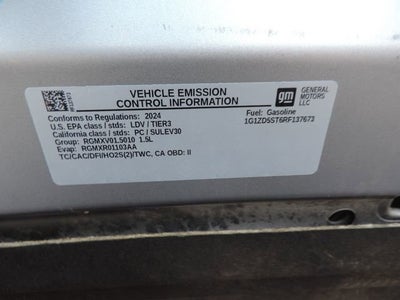 VEHICLE EMISSION
CONTROL INFORMATION
gm
GENERAL
MOTORS
LLC
Conforms to Regulations: 2024
Fuel: Gasoline
U.S. EPA class / stds: LDV / TIER3
1G1ZD5ST6RF137673
California class / stds: PC / SULEV30
Group: RGMXV01.5010 1.5L
Evap: RGMXR01103AA
TC/CAC/DFI/HO2S(2)/TWC, CA OBD: II